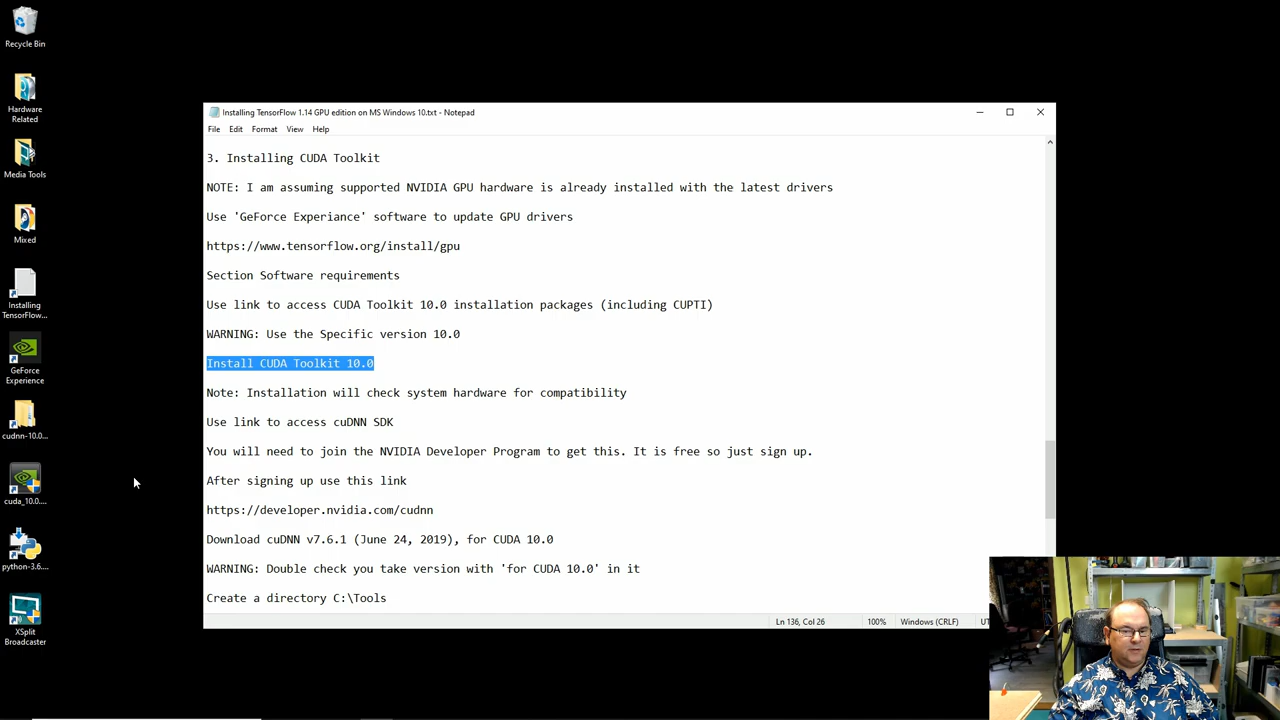 Recycle Bin
Hardware
Related
Media Tools
Mixed
Installing
TensorFlow...
GeForce
Experience
cudnn-10.0...
cuda_10.0....
python-3.6...
XSplit
Broadcaster
Installing TensorFlow 1.14 GPU edition on MS Windows 10.txt - Notepad
File Edit Format View Help
3. Installing CUDA Toolkit
NOTE: I am assuming supported NVIDIA GPU hardware is already installed with the latest drivers
Use 'GeForce Experiance' software to update GPU drivers
https://www.tensorflow.org/install/gpu
Section Software requirements
Use link to access CUDA Toolkit 10.0 installation packages (including CUPTI)
WARNING: Use the Specific version 10.0
Install CUDA Toolkit 10.0
Note: Installation will check system hardware for compatibility
Use link to access cuDNN SDK
You will need to join the NVIDIA Developer Program to get this. It is free so just sign up.
After signing up use this link
https://developer.nvidia.com/cudnn
Download cuDNN v7.6.1 (June 24, 2019), for CUDA 10.0
WARNING: Double check you take version with 'for CUDA 10.0' in it
Create a directory C:\Tools
Ln 136, Col 26 100% Windows (CRLF) UT